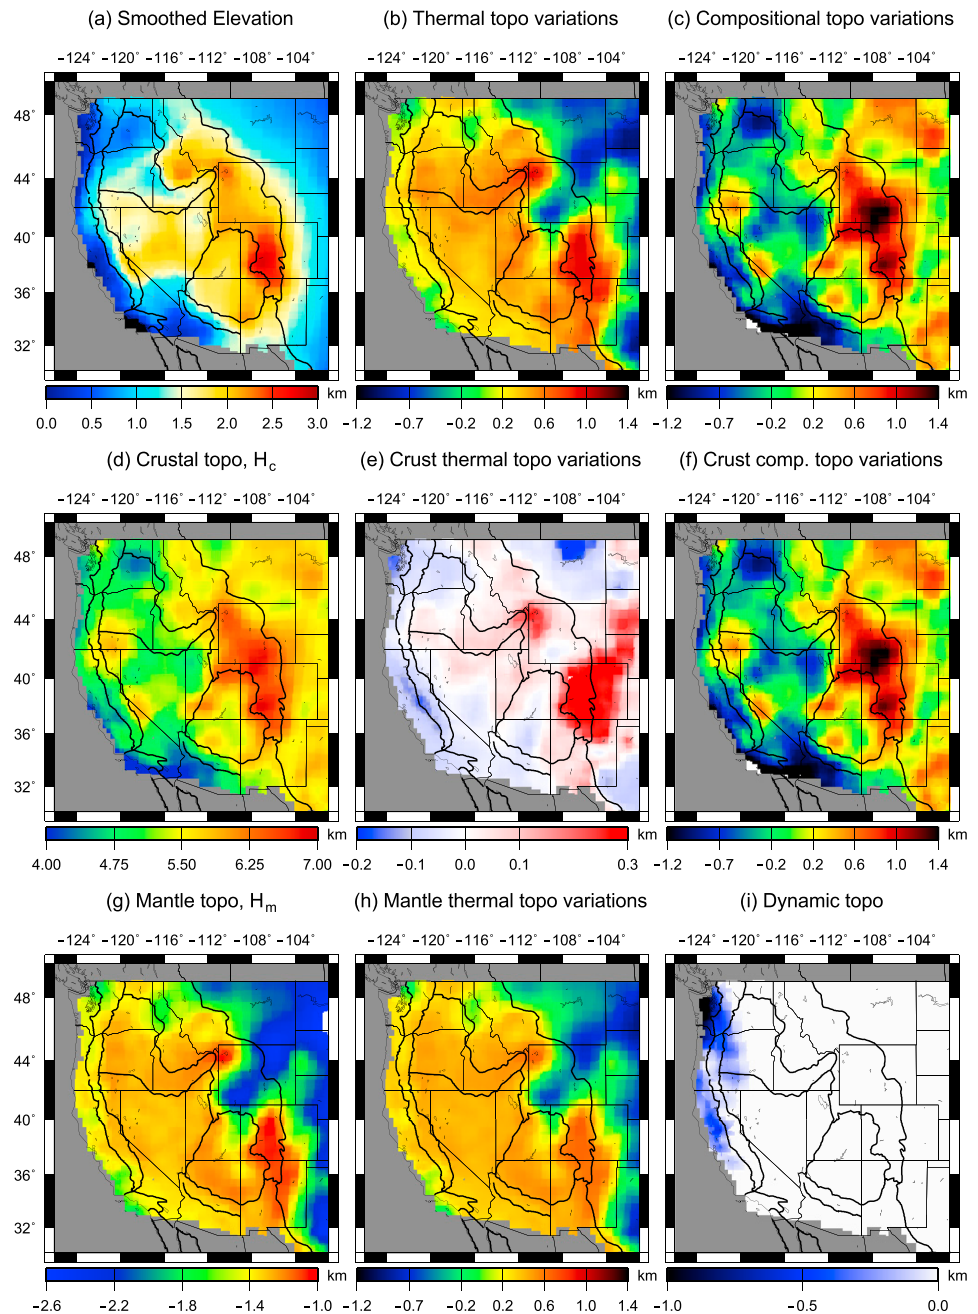 (a) Smoothed Elevation
(b) Thermal topo variations
(c) Compositional topo variations
−124˚ −120˚ −116˚ −112˚ −108˚ −104˚
−124˚ −120˚ −116˚ −112˚ −108˚ −104˚
−124˚ −120˚ −116˚ −112˚ −108˚ −104˚
48˚
44˚
40˚
36˚
32˚
km
km
km
0.0 0.5 1.0 1.5 2.0 2.5 3.0
−1.2 −0.7 −0.2 0.2 0.6 1.0 1.4
−1.2 −0.7 −0.2 0.2 0.6 1.0 1.4
(d) Crustal topo, Hc
(e) Crust thermal topo variations
(f) Crust comp. topo variations
−124˚ −120˚ −116˚ −112˚ −108˚ −104˚
−124˚ −120˚ −116˚ −112˚ −108˚ −104˚
−124˚ −120˚ −116˚ −112˚ −108˚ −104˚
48˚
44˚
40˚
36˚
32˚
km
km
km
4.00 4.75 5.50 6.25 7.00
−0.2 −0.1 0.0 0.1 0.3
−1.2 −0.7 −0.2 0.2 0.6 1.0 1.4
(g) Mantle topo, Hm
(h) Mantle thermal topo variations
(i) Dynamic topo
−124˚ −120˚ −116˚ −112˚ −108˚ −104˚
−124˚ −120˚ −116˚ −112˚ −108˚ −104˚
−124˚ −120˚ −116˚ −112˚ −108˚ −104˚
48˚
44˚
40˚
36˚
32˚
km
km
km
−2.6 −2.2 −1.8 −1.4 −1.0
−1.2 −0.7 −0.2 0.2 0.6 1.0 1.4
−1.0 −0.5 0.0